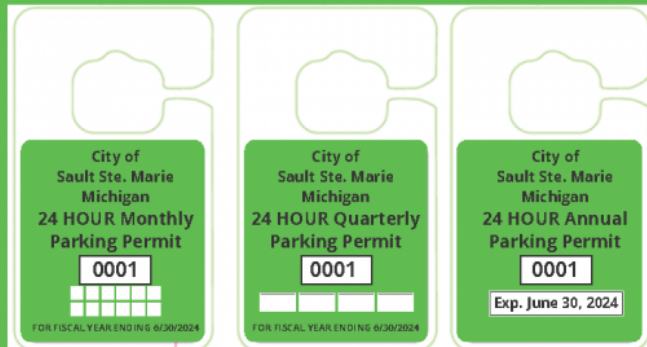 City of
Sault Ste. Marie
Michigan
24 HOUR Monthly
Parking Permit
0001
FOR FISCAL YEAR ENDING 6/30/2024
City of
Sault Ste. Marie
Michigan
24 HOUR Quarterly
Parking Permit
0001
FOR FISCAL YEAR ENDING 6/30/2024
City of
Sault Ste. Marie
Michigan
24 HOUR Annual
Parking Permit
0001
Exp. June 30, 2024